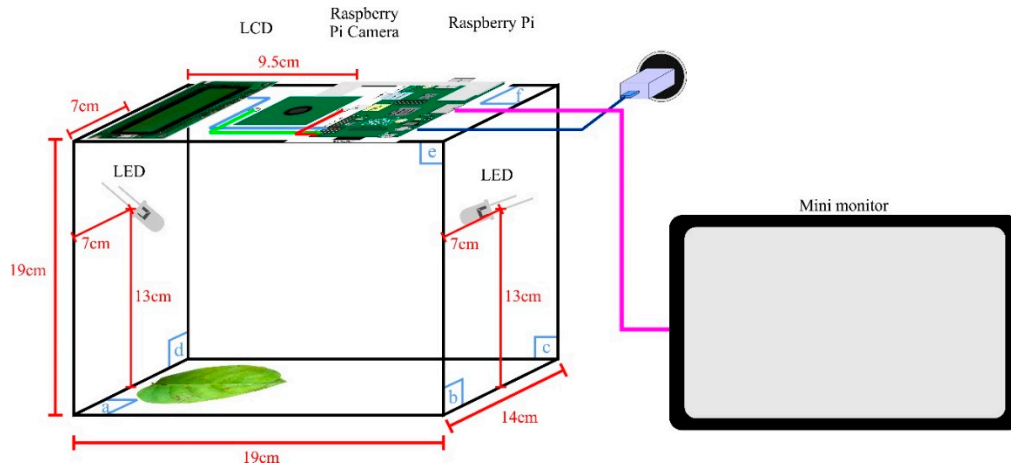 LCD
Raspberry
Pi Camera
Raspberry Pi
9.5cm
7cm
f
e
LED
LED
Mini monitor
7cm
7cm
19cm
13cm
13cm
d
c
a
b
14cm
19cm